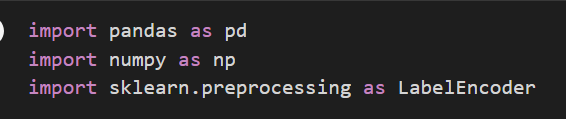 import pandas as pd
import numpy as np
import sklearn.preprocessing as LabelEncoder